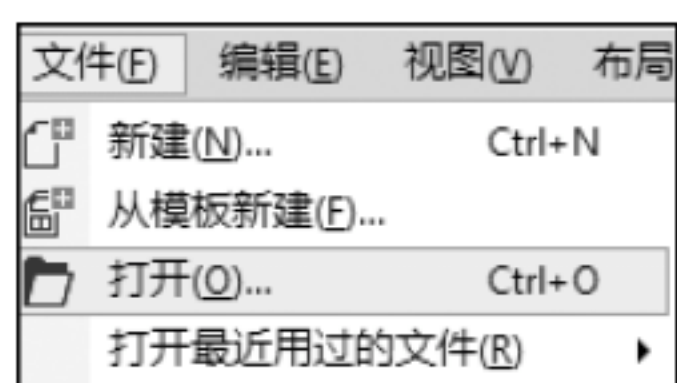 文件(F) 编辑(E) 视图(V) 布局
新建(N)... Ctrl+N
从模板新建(F)...
打开(O)... Ctrl+O
打开最近用过的文件(R)